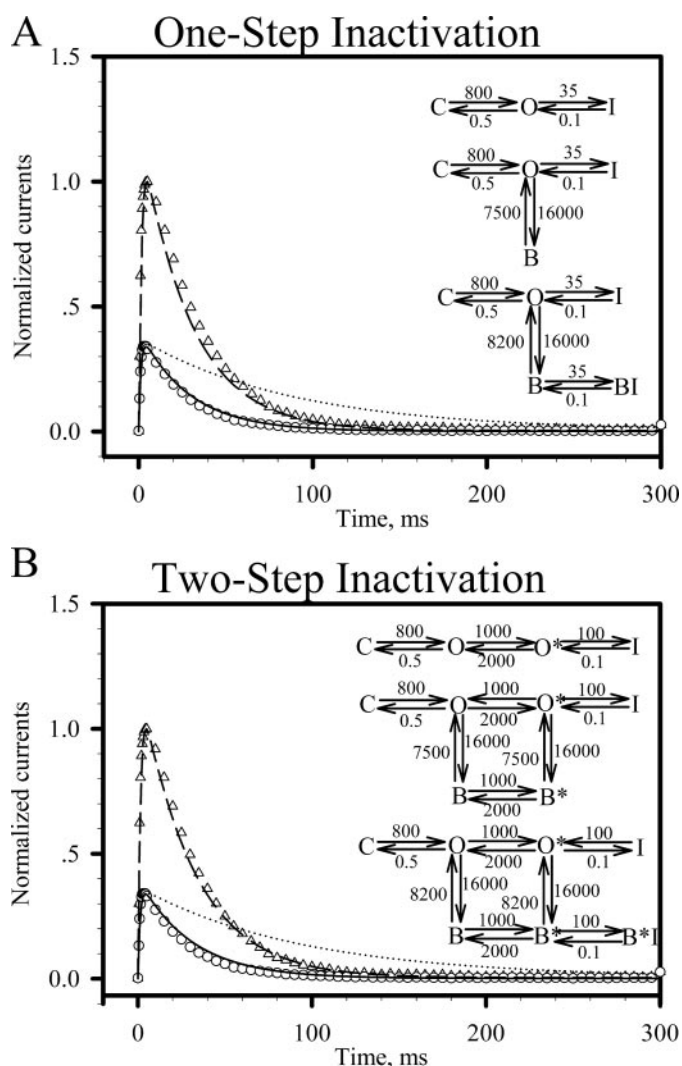 A One-Step Inactivation
1.5
1.0
.5
0.0
Normalized currents
0 100 200 300
Time, ms
800 35
C O I
0.5 0.1
800 35
C O I
0.5 0.1
7500 16000
B
800 35
C O I
0.5 0.1
8200 16000
35
B BI
0.1
B Two-Step Inactivation
1.5
1.0
.5
0.0
Normalized currents
0 100 200 300
Time, ms
800 1000 100
C O O* I
0.5 2000 0.1
800 1000 100
C O O* I
0.5 2000 0.1
7500 16000 7500 16000
1000
B B*
2000
800 1000 100
C O O* I
0.5 2000 0.1
8200 16000 8200 16000
1000 100
B B* B*I
2000 0.1